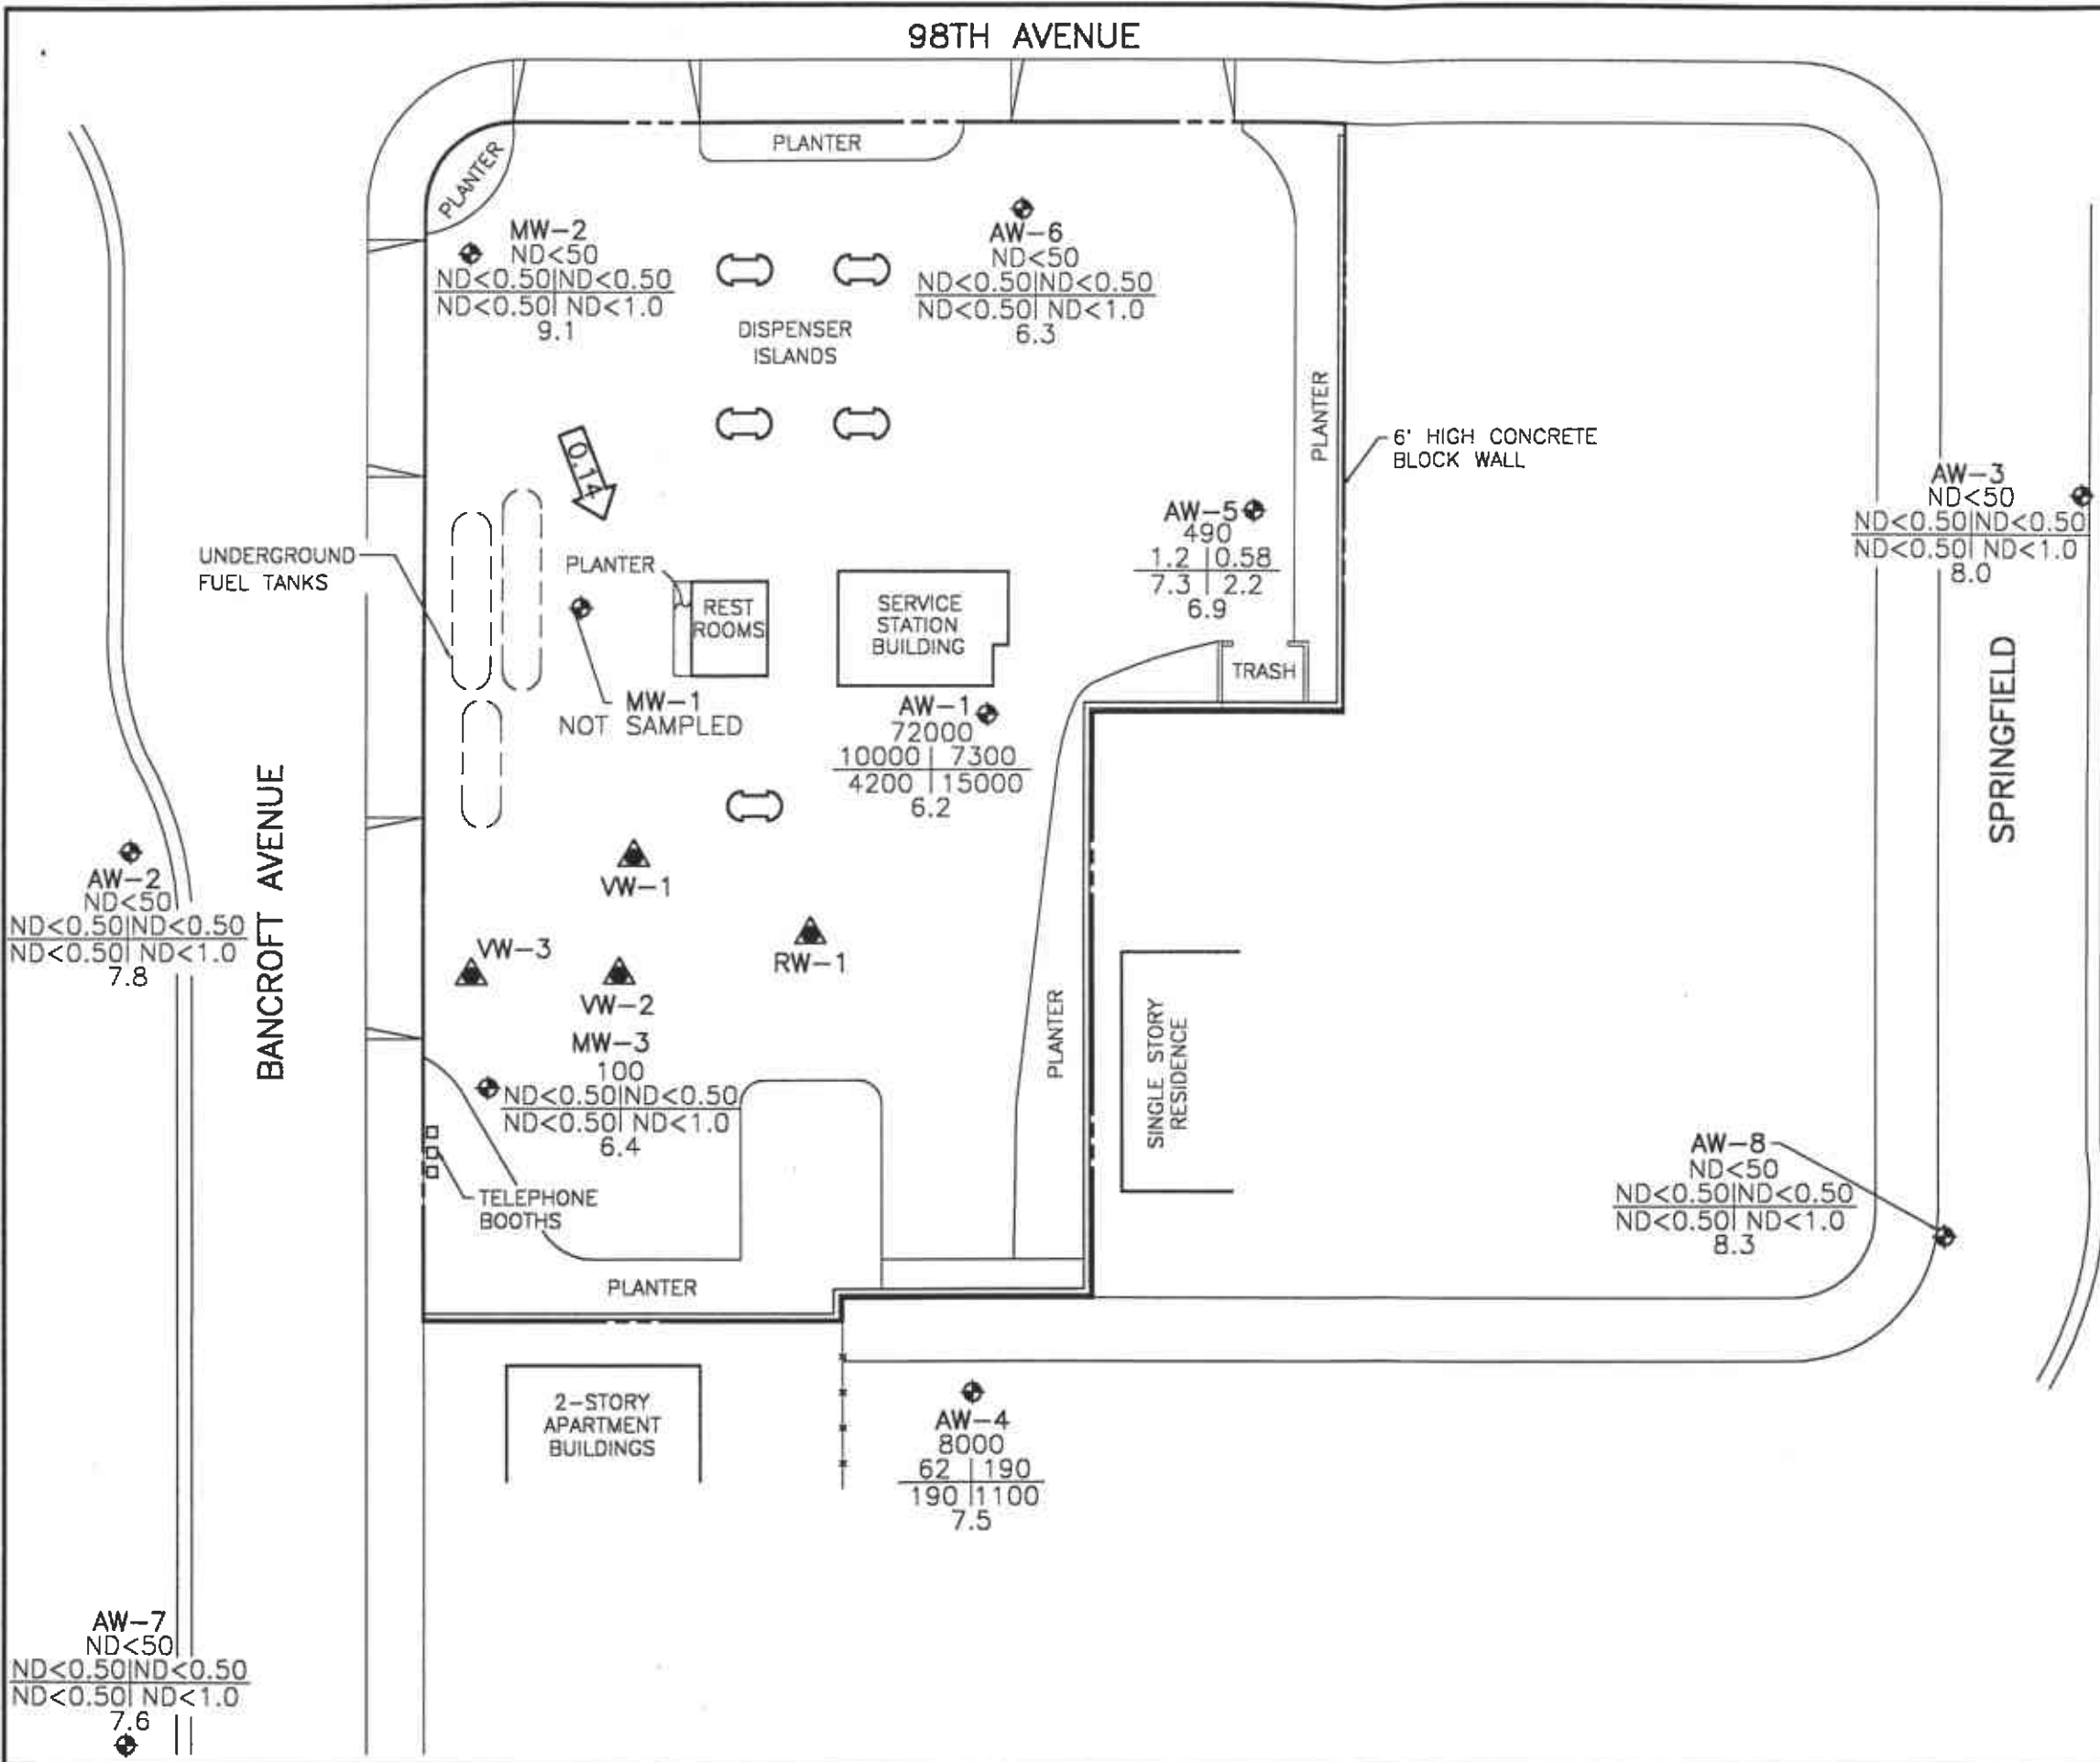 98TH AVENUE
PLANTER
PLANTER
MW-2
ND<50
ND<0.50|ND<0.50
ND<0.50| ND<1.0
9.1
AW-6
ND<50
ND<0.50|ND<0.50
ND<0.50| ND<1.0
6.3
DISPENSER
ISLANDS
PLANTER
6' HIGH CONCRETE
BLOCK WALL
0.14
AW-3
ND<50
ND<0.50|ND<0.50
ND<0.50| ND<1.0
8.0
AW-5
490
1.2 | 0.58
7.3 | 2.2
6.9
UNDERGROUND
FUEL TANKS
PLANTER
REST
ROOMS
SERVICE
STATION
BUILDING
TRASH
SPRINGFIELD
MW-1
NOT SAMPLED
AW-1
72000
10000 | 7300
4200 | 15000
6.2
BANCROFT AVENUE
AW-2
ND<50
ND<0.50|ND<0.50
ND<0.50| ND<1.0
7.8
VW-1
VW-3
VW-2
RW-1
MW-3
100
ND<0.50|ND<0.50
ND<0.50| ND<1.0
6.4
PLANTER
SINGLE STORY
RESIDENCE
TELEPHONE
BOOTHS
AW-8
ND<50
ND<0.50|ND<0.50
ND<0.50| ND<1.0
8.3
PLANTER
2-STORY
APARTMENT
BUILDINGS
AW-4
8000
62 | 190
190 | 1100
7.5
AW-7
ND<50
ND<0.50|ND<0.50
ND<0.50| ND<1.0
7.6